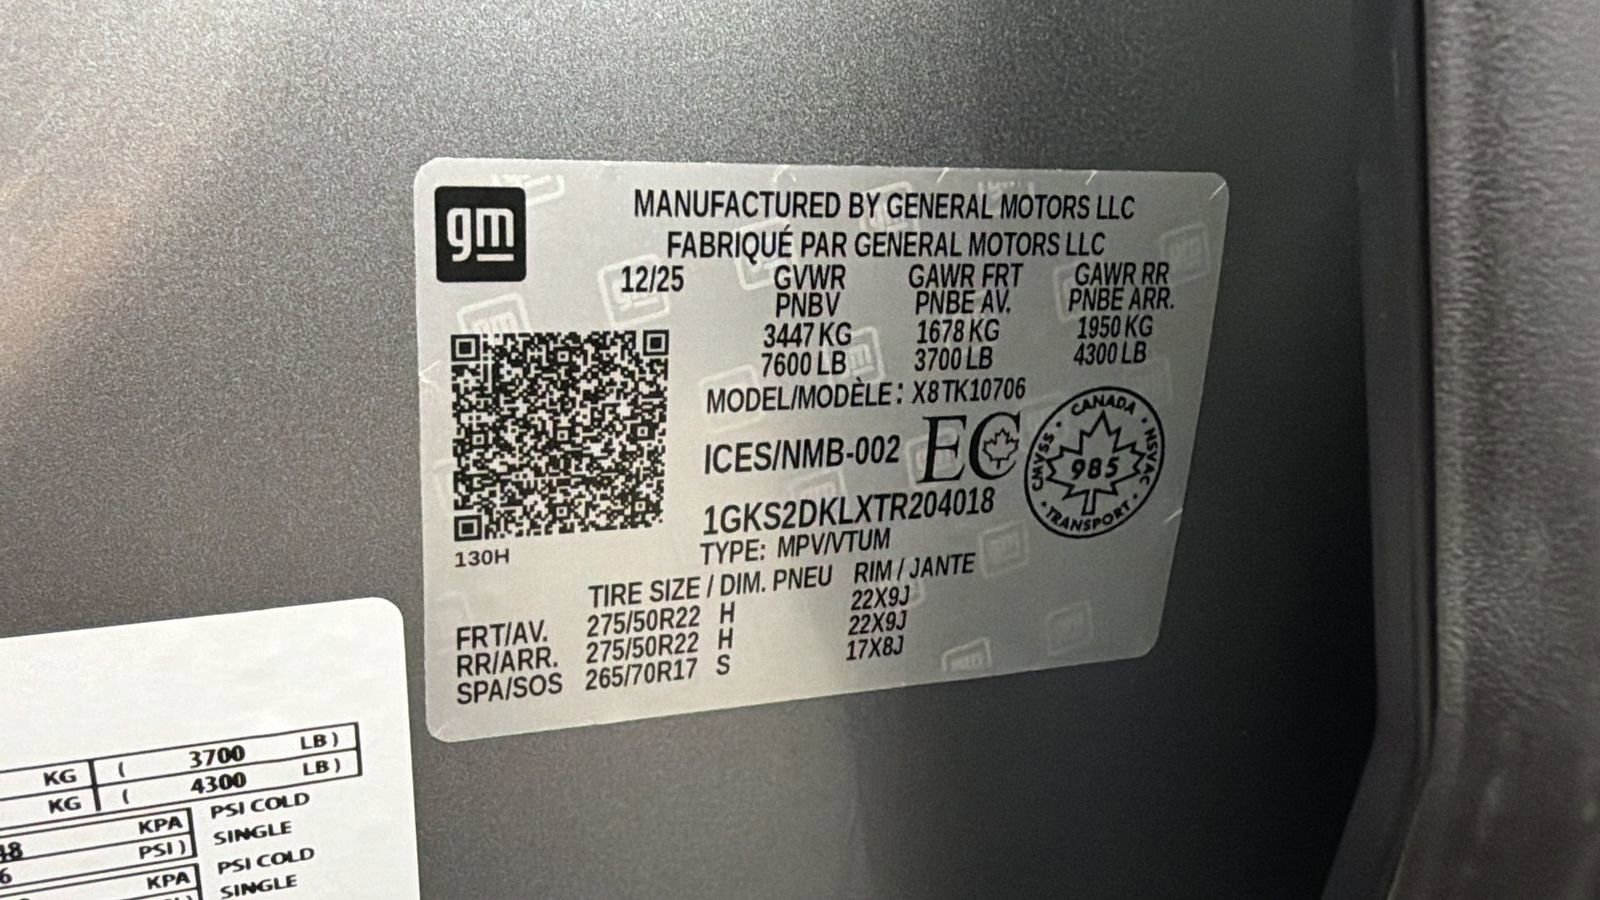 gm
MANUFACTURED BY GENERAL MOTORS LLC
FABRIQUÉ PAR GENERAL MOTORS LLC
12/25 GVWR GAWR FRT GAWR RR
PNBV PNBE AV. PNBE ARR.
3447 KG 1678 KG 1950 KG
7600 LB 3700 LB 4300 LB
MODEL/MODÈLE: X8TK10706
ICES/NMB-002 EC
CANADA
CMVSS 985 NSVAC
TRANSPORT
1GKS2DKLXTR204018
TYPE: MPV/VTUM
130H
TIRE SIZE / DIM. PNEU RIM / JANTE
FRT/AV. 275/50R22 H 22X9J
RR/ARR. 275/50R22 H 22X9J
SPA/SOS 265/70R17 S 17X8J
KG ( 3700 LB )
KG ( 4300 LB )
KPA PSI COLD
PSI ) SINGLE
KPA PSI COLD
SINGLE